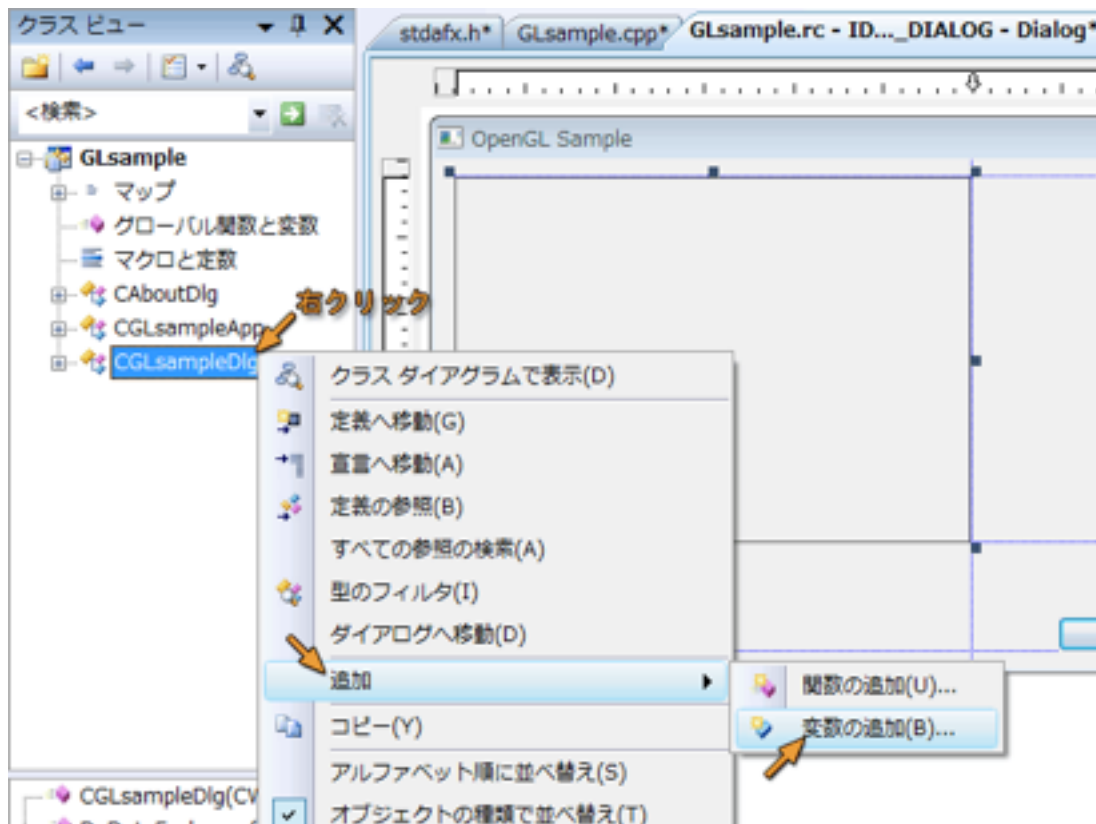 クラス ビュー
stdafx.h* GLsample.cpp* GLsample.rc - ID..._DIALOG - Dialog*
<検索>
OpenGL Sample
GLsample
マップ
グローバル関数と変数
マクロと定数
CAboutDlg
右クリック
CGLsampleApp
CGLsampleDlg
クラス ダイアグラムで表示(D)
定義へ移動(G)
宣言へ移動(A)
定義の参照(B)
すべての参照の検索(A)
型のフィルタ(I)
ダイアログへ移動(D)
追加
関数の追加(U)...
コピー(Y)
変数の追加(B)...
アルファベット順に並べ替え(S)
CGLsampleDlg(CW
オブジェクトの種類で並べ替え(T)